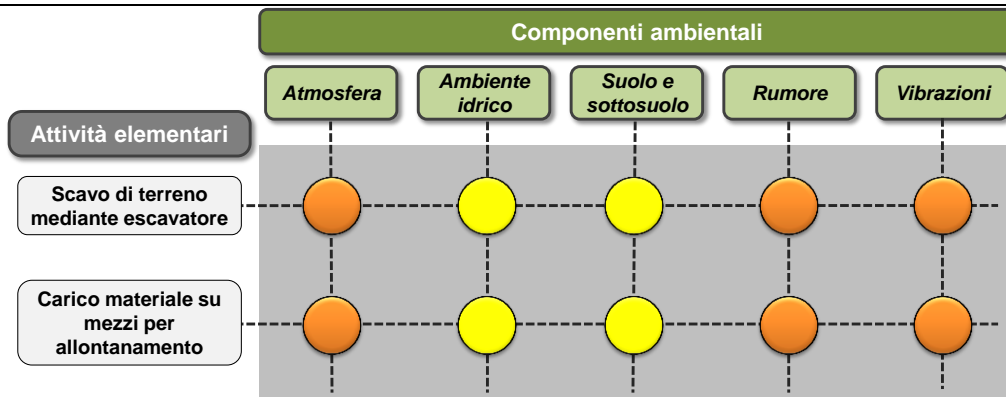 Componenti ambientali
Atmosfera
Ambiente
idrico
Suolo e
sottosuolo
Rumore
Vibrazioni
Attività elementari
Scavo di terreno
mediante escavatore
Carico materiale su
mezzi per
allontanamento